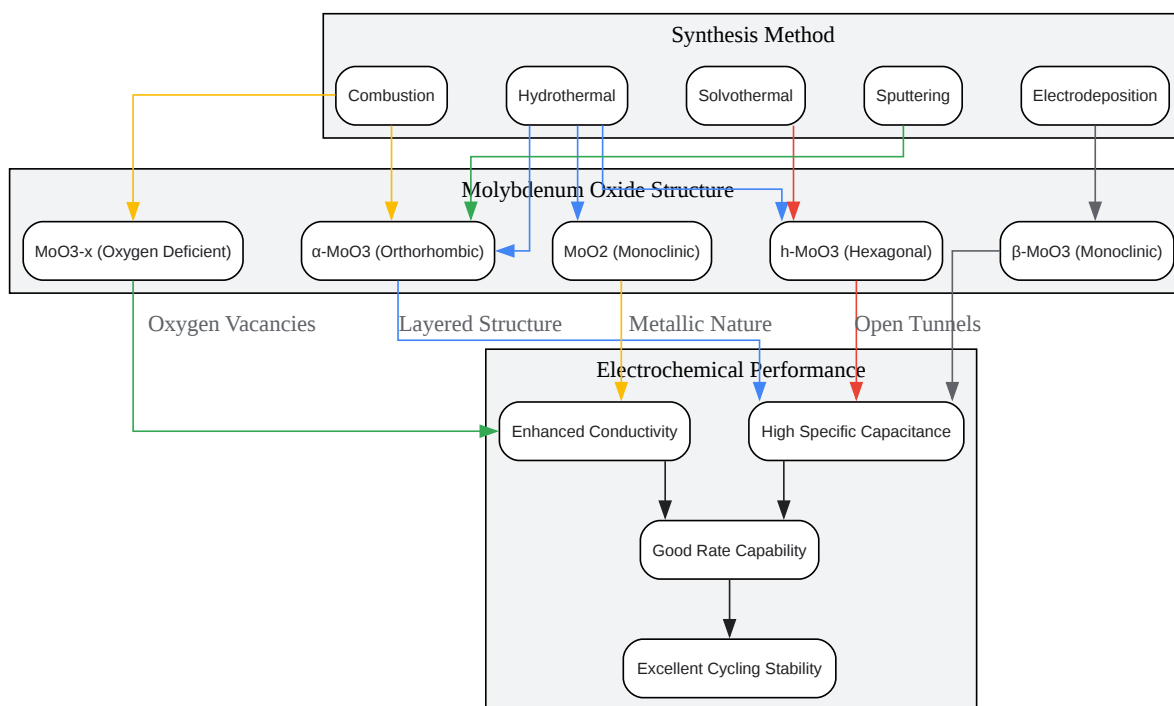 Synthesis Method
Combustion
Hydrothermal
Solvothermal
Sputtering
Electrodeposition
Molybdenum Oxide Structure
MoO3-x (Oxygen Deficient)
α-MoO3 (Orthorhombic)
MoO2 (Monoclinic)
h-MoO3 (Hexagonal)
β-MoO3 (Monoclinic)
Oxygen Vacancies
Layered Structure
Metallic Nature
Open Tunnels
Electrochemical Performance
Enhanced Conductivity
High Specific Capacitance
Good Rate Capability
Excellent Cycling Stability